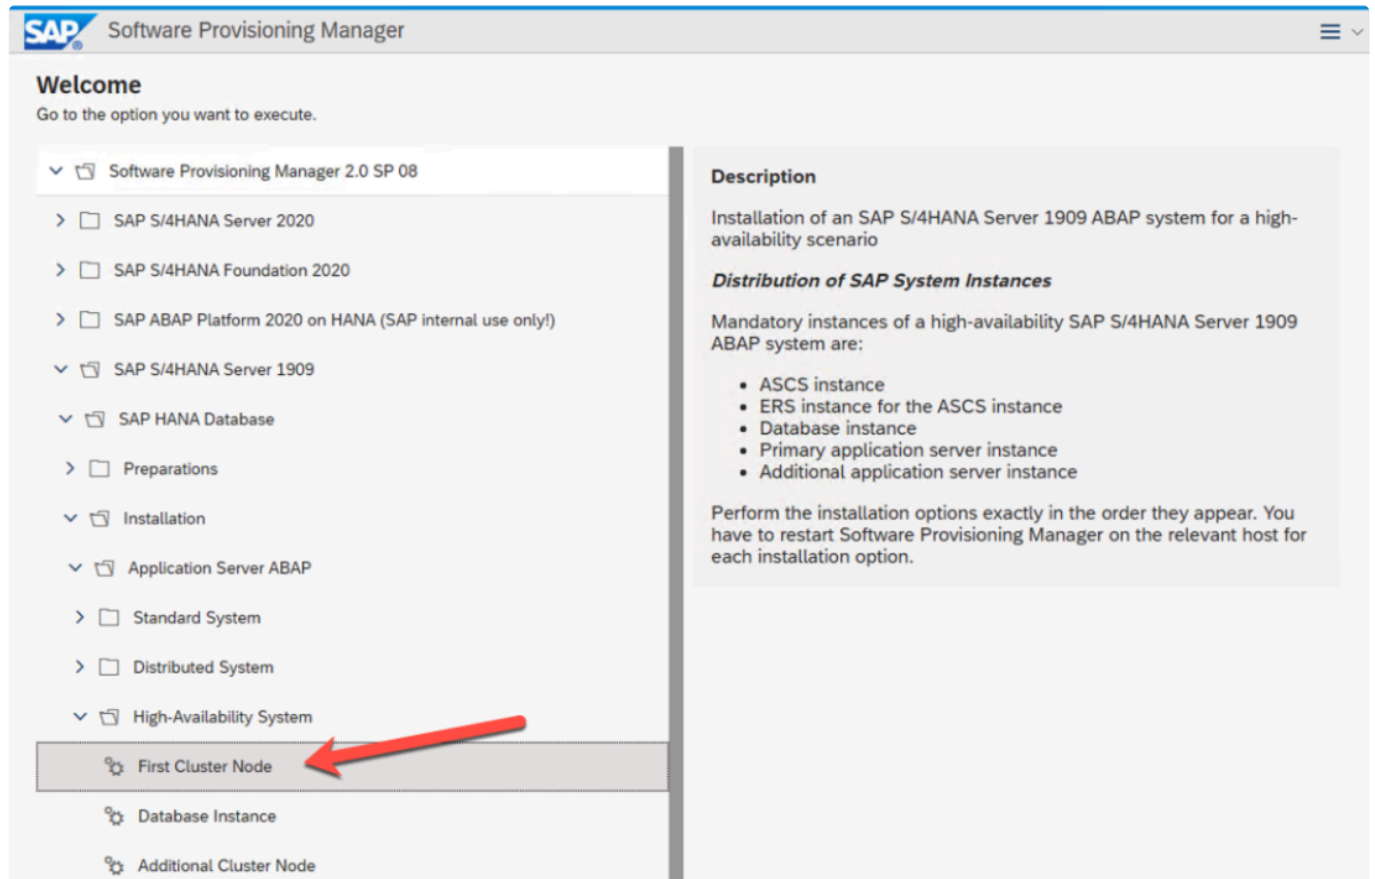 SAP
Software Provisioning Manager
Welcome
Go to the option you want to execute.
Software Provisioning Manager 2.0 SP 08
SAP S/4HANA Server 2020
SAP S/4HANA Foundation 2020
SAP ABAP Platform 2020 on HANA (SAP internal use only!)
SAP S/4HANA Server 1909
SAP HANA Database
Preparations
Installation
Application Server ABAP
Standard System
Distributed System
High-Availability System
First Cluster Node
Database Instance
Additional Cluster Node
Description
Installation of an SAP S/4HANA Server 1909 ABAP system for a high-
availability scenario
Distribution of SAP System Instances
Mandatory instances of a high-availability SAP S/4HANA Server 1909
ABAP system are:
• ASCS instance
• ERS instance for the ASCS instance
• Database instance
• Primary application server instance
• Additional application server instance
Perform the installation options exactly in the order they appear. You
have to restart Software Provisioning Manager on the relevant host for
each installation option.